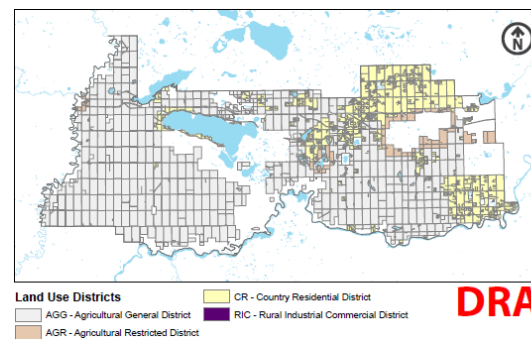 N
Land Use Districts
AGG - Agricultural General District
AGR - Agricultural Restricted District
CR - Country Residential District
RIC - Rural Industrial Commercial District
DRA